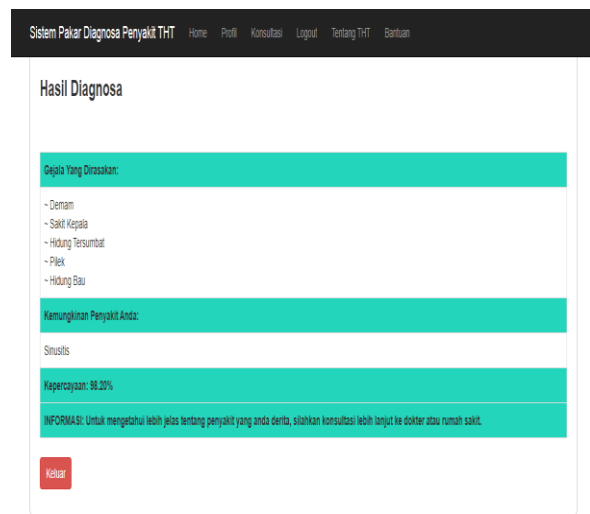 Sistem Pakar Diagnosa Penyakit THT Home Profil Konsultasi Logout Tentang THT Bantuan
Hasil Diagnosa
Gejala Yang Dirasakan:
~ Demam
~ Sakit Kepala
~ Hidung Tersumbat
~ Pilek
~ Hidung Bau
Kemungkinan Penyakit Anda:
Sinusitis
Kepercayaan: 98.20%
INFORMASI: Untuk mengetahui lebih jelas tentang penyakit yang anda derita, silahkan konsultasi lebih lanjut ke dokter atau rumah sakit.
Keluar